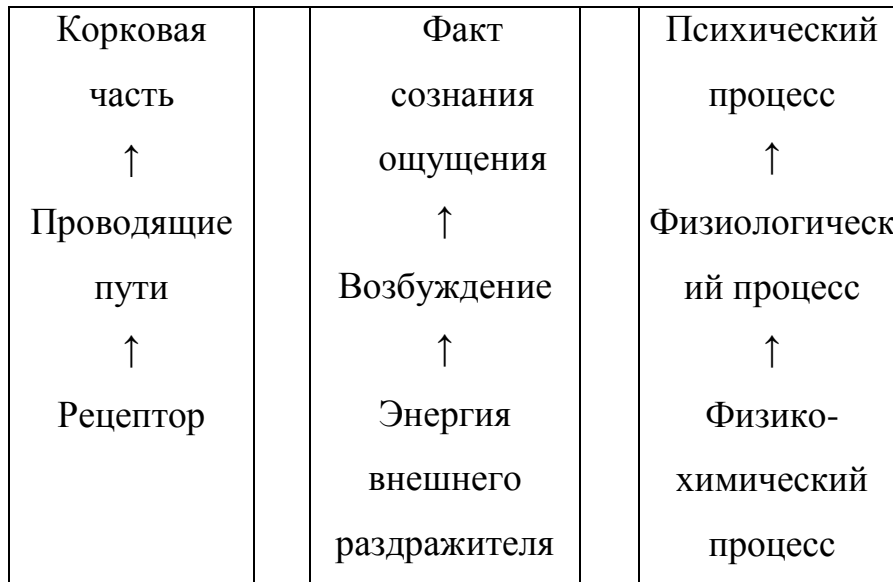 Корковая
часть
↑
Проводящие
пути
↑
Рецептор
Факт
сознания
ощущения
↑
Возбуждение
↑
Энергия
внешнего
раздражителя
Психический
процесс
↑
Физиологическ
ий процесс
↑
Физико-
химический
процесс